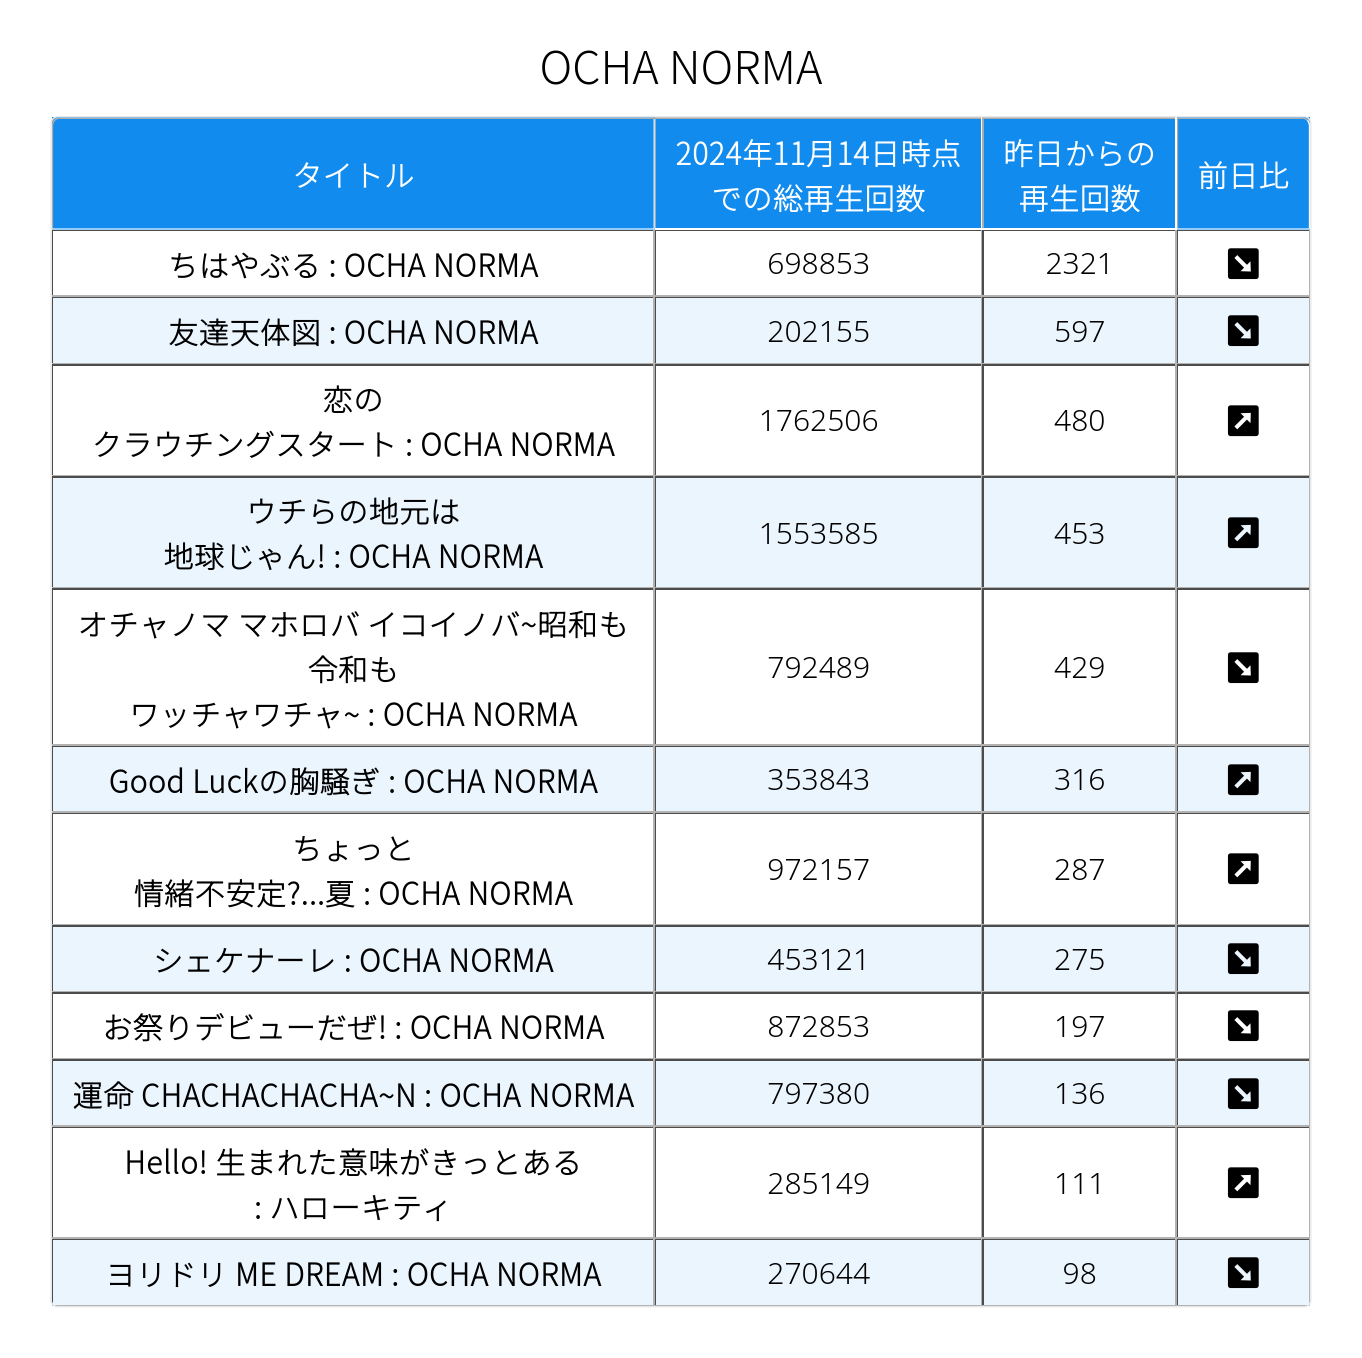 OCHA NORMA
タイトル
2024年11月14日時点
での総再生回数
昨日からの
再生回数
前日比
ちはやぶる : OCHA NORMA 698853 2321 ↘
友達天体図 : OCHA NORMA 202155 597 ↘
恋の
クラウチングスタート : OCHA NORMA 1762506 480 ↗
ウチらの地元は
地球じゃん! : OCHA NORMA 1553585 453 ↗
オチャノマ マホロバ イコイノバ~昭和も
令和も
ワッチャワチャ~ : OCHA NORMA 792489 429 ↘
Good Luckの胸騒ぎ : OCHA NORMA 353843 316 ↗
ちょっと
情緒不安定?...夏 : OCHA NORMA 972157 287 ↗
シェケナーレ : OCHA NORMA 453121 275 ↘
お祭りデビューだぜ! : OCHA NORMA 872853 197 ↘
運命 CHACHACHACHA~N : OCHA NORMA 797380 136 ↘
Hello! 生まれた意味がきっとある
: ハローキティ 285149 111 ↗
ヨリドリ ME DREAM : OCHA NORMA 270644 98 ↘